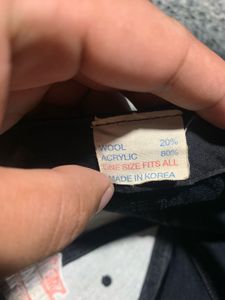 WOOL 20%
ACRYLIC 80%
ONE SIZE FITS ALL
MADE IN KOREA